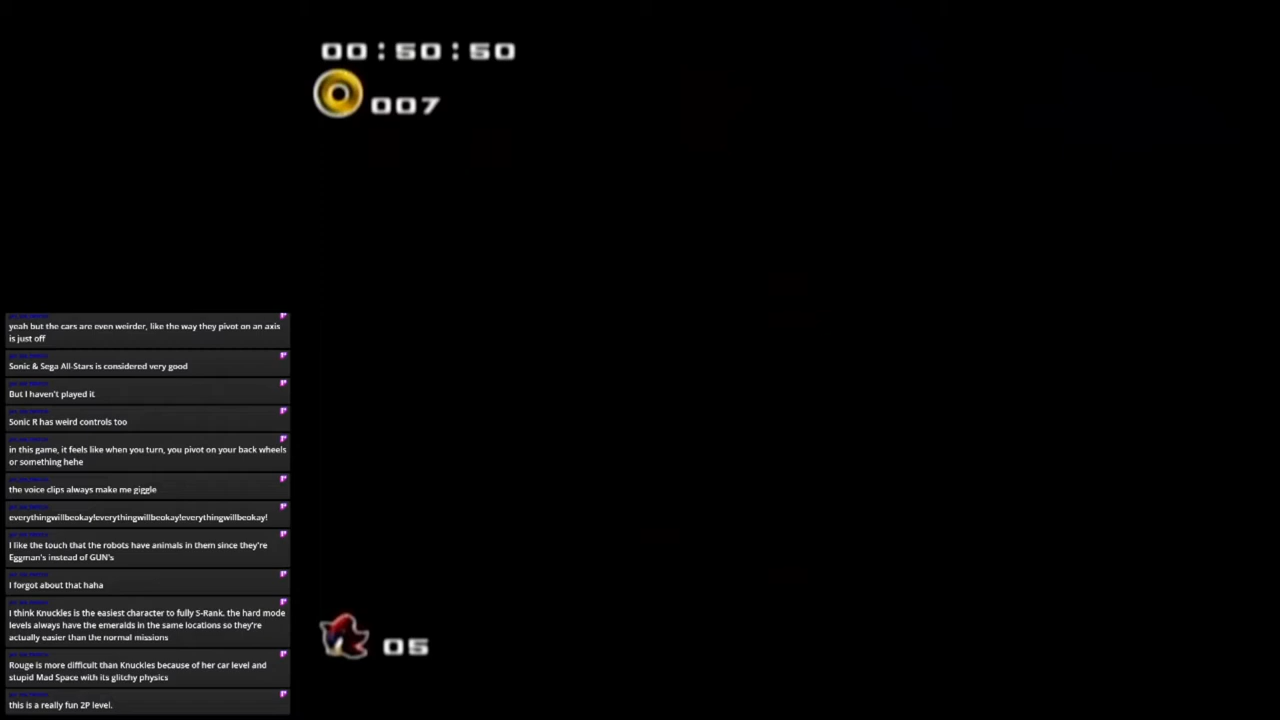 00:50:50
007
yeah but the cars are even weirder, like the way they pivot on an axis
is just off
Sonic & Sega All-Stars is considered very good
But I haven't played it
Sonic R has weird controls too
in this game, it feels like when you turn, you pivot on your back wheels
or something hehe
the voice clips always make me giggle
everythingwillbeokay!everythingwillbeokay!everythingwillbeokay!
I like the touch that the robots have animals in them since they're
Eggman's instead of GUN's
I forgot about that haha
I think Knuckles is the easiest character to fully S-Rank. the hard mode
levels always have the emeralds in the same locations so they're
actually easier than the normal missions
Rouge is more difficult than Knuckles because of her car level and
stupid Mad Space with its glitchy physics
this is a really fun 2P level.
05